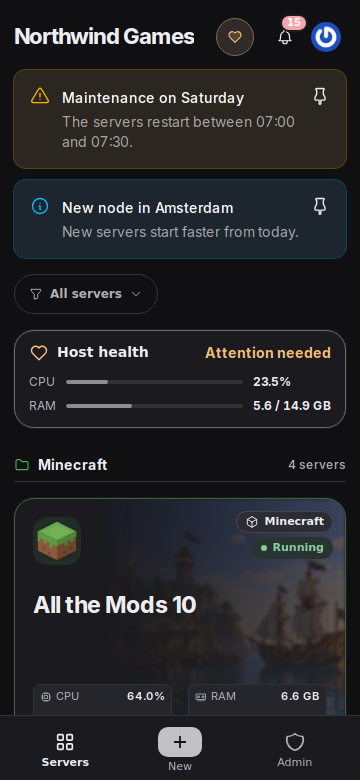 Northwind Games
15
Maintenance on Saturday
The servers restart between 07:00
and 07:30.
New node in Amsterdam
New servers start faster from today.
All servers
Host health
Attention needed
CPU
23.5%
RAM
5.6 / 14.9 GB
Minecraft
4 servers
Minecraft
Running
All the Mods 10
CPU
64.0%
RAM
6.6 GB
Servers
New
Admin